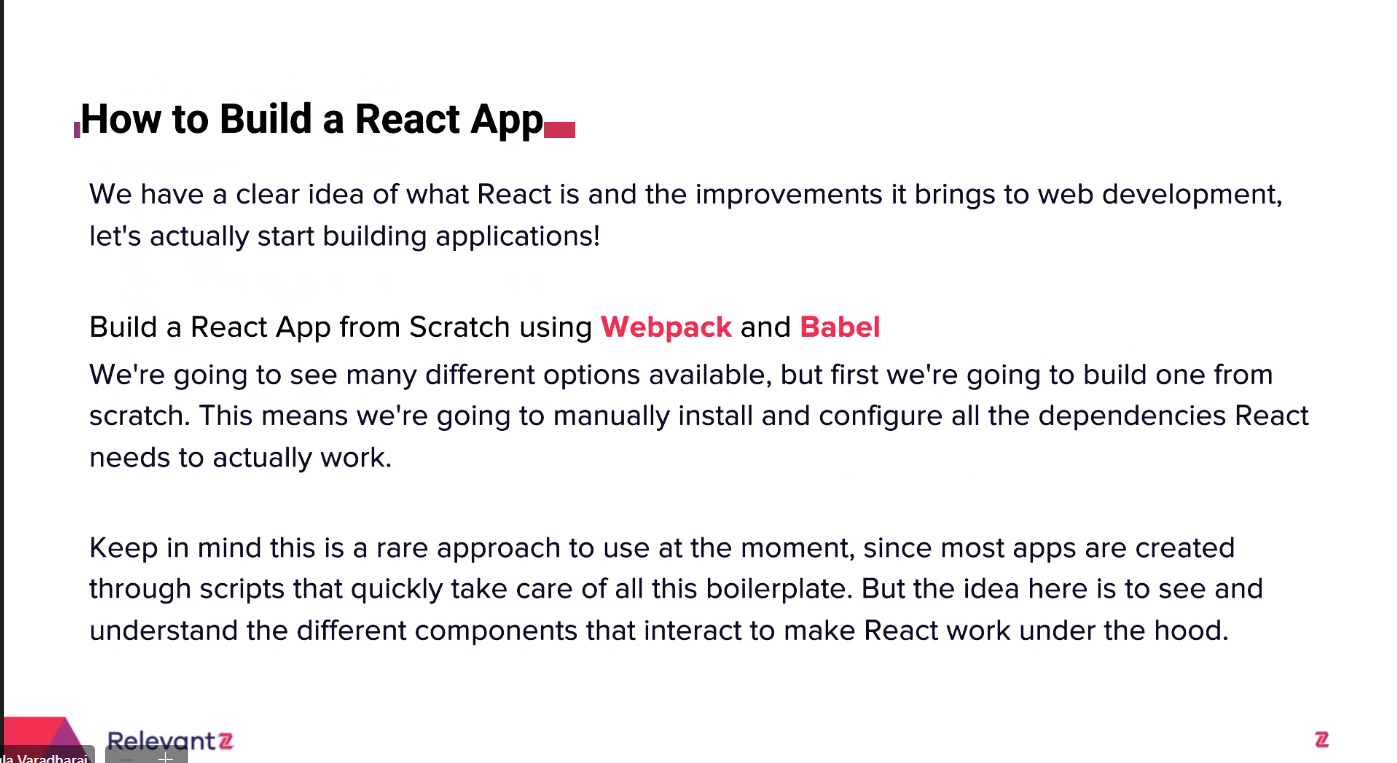 How to Build a React App
We have a clear idea of what React is and the improvements it brings to web development,
let's actually start building applications!
Build a React App from Scratch using Webpack and Babel
We're going to see many different options available, but first we're going to build one from
scratch. This means we're going to manually install and configure all the dependencies React
needs to actually work.
Keep in mind this is a rare approach to use at the moment, since most apps are created
through scripts that quickly take care of all this boilerplate. But the idea here is to see and
understand the different components that interact to make React work under the hood.
RelevantZ
Z
la Varadharaj